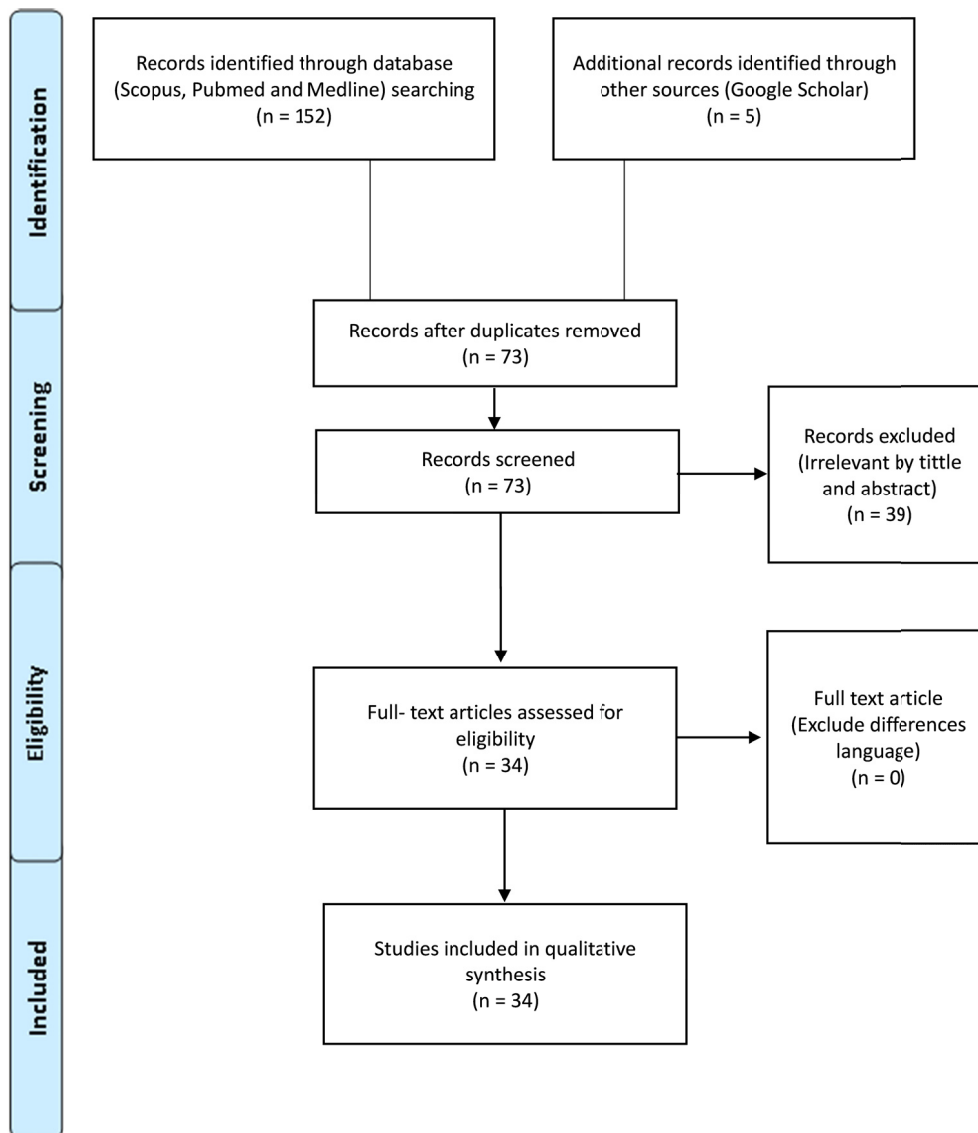 Identification
Records identified through database
(Scopus, Pubmed and Medline) searching
(n = 152)
Additional records identified through
other sources (Google Scholar)
(n = 5)
Screening
Records after duplicates removed
(n = 73)
Records screened
(n = 73)
Records excluded
(Irrelevant by tittle
and abstract)
(n = 39)
Eligibility
Full- text articles assessed for
eligibility
(n = 34)
Full text article
(Exclude differences
language)
(n = 0)
Included
Studies included in qualitative
synthesis
(n = 34)